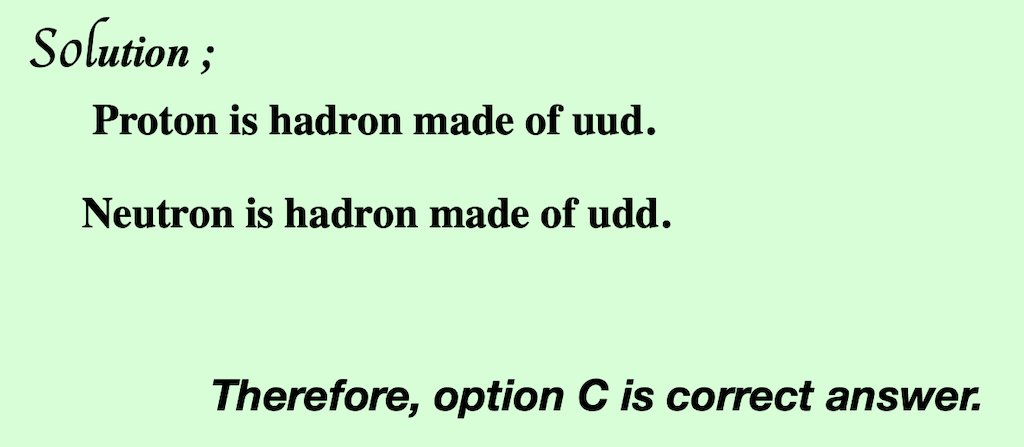 Solution ;
Proton is hadron made of uud.
Neutron is hadron made of udd.
Therefore, option C is correct answer.